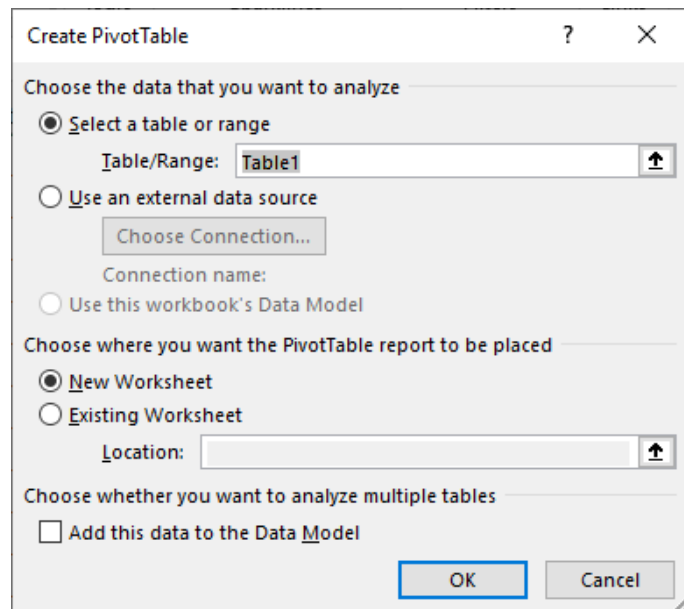 Create PivotTable ?
Choose the data that you want to analyze
Select a table or range
Table/Range: Table1
Use an external data source
Choose Connection...
Connection name:
Use this workbook's Data Model
Choose where you want the PivotTable report to be placed
New Worksheet
Existing Worksheet
Location:
Choose whether you want to analyze multiple tables
Add this data to the Data Model
OK Cancel